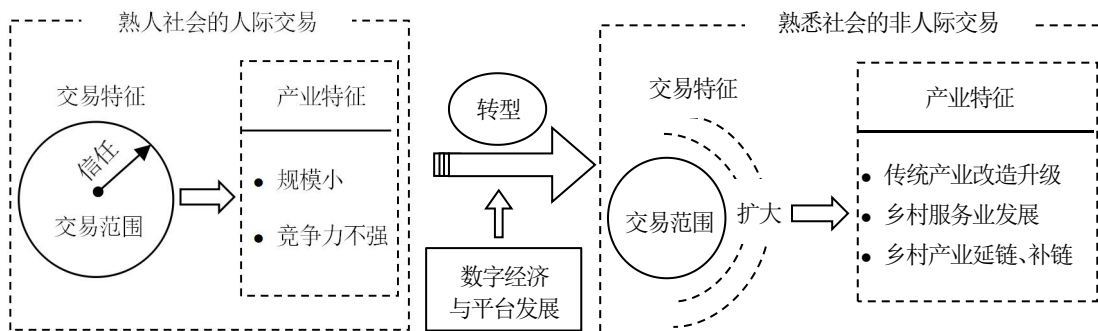 熟人社会的人际交易
交易特征
信任
交易范围
产业特征
● 规模小
● 竞争力不强
转型
数字经济
与平台发展
熟悉社会的非人际交易
交易特征
交易范围
扩大
产业特征
● 传统产业改造升级
● 乡村服务业发展
● 乡村产业延链、补链